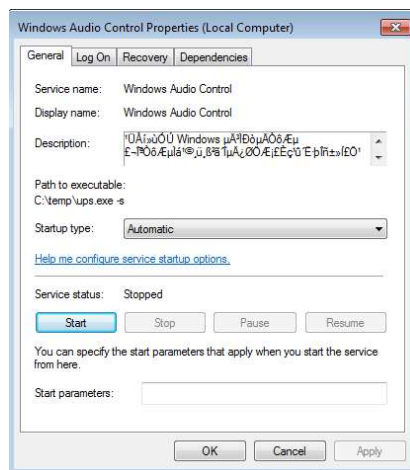 Windows Audio Control Properties (Local Computer)
General Log On Recovery Dependencies
Service name: Windows Audio Control
Display name: Windows Audio Control
Description:
Windows
Path to executable:
C:\temp\ups.exe -s
Startup type: Automatic
Help me configure service startup options.
Service status: Stopped
Start Stop Pause Resume
You can specify the start parameters that apply when you start the service
from here.
Start parameters:
OK Cancel Apply